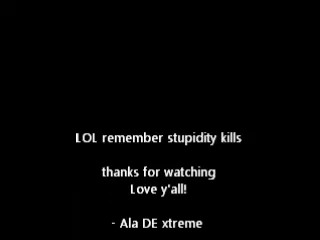 LOL remember stupidity kills
thanks for watching
Love y'all!
- Ala DE xtreme